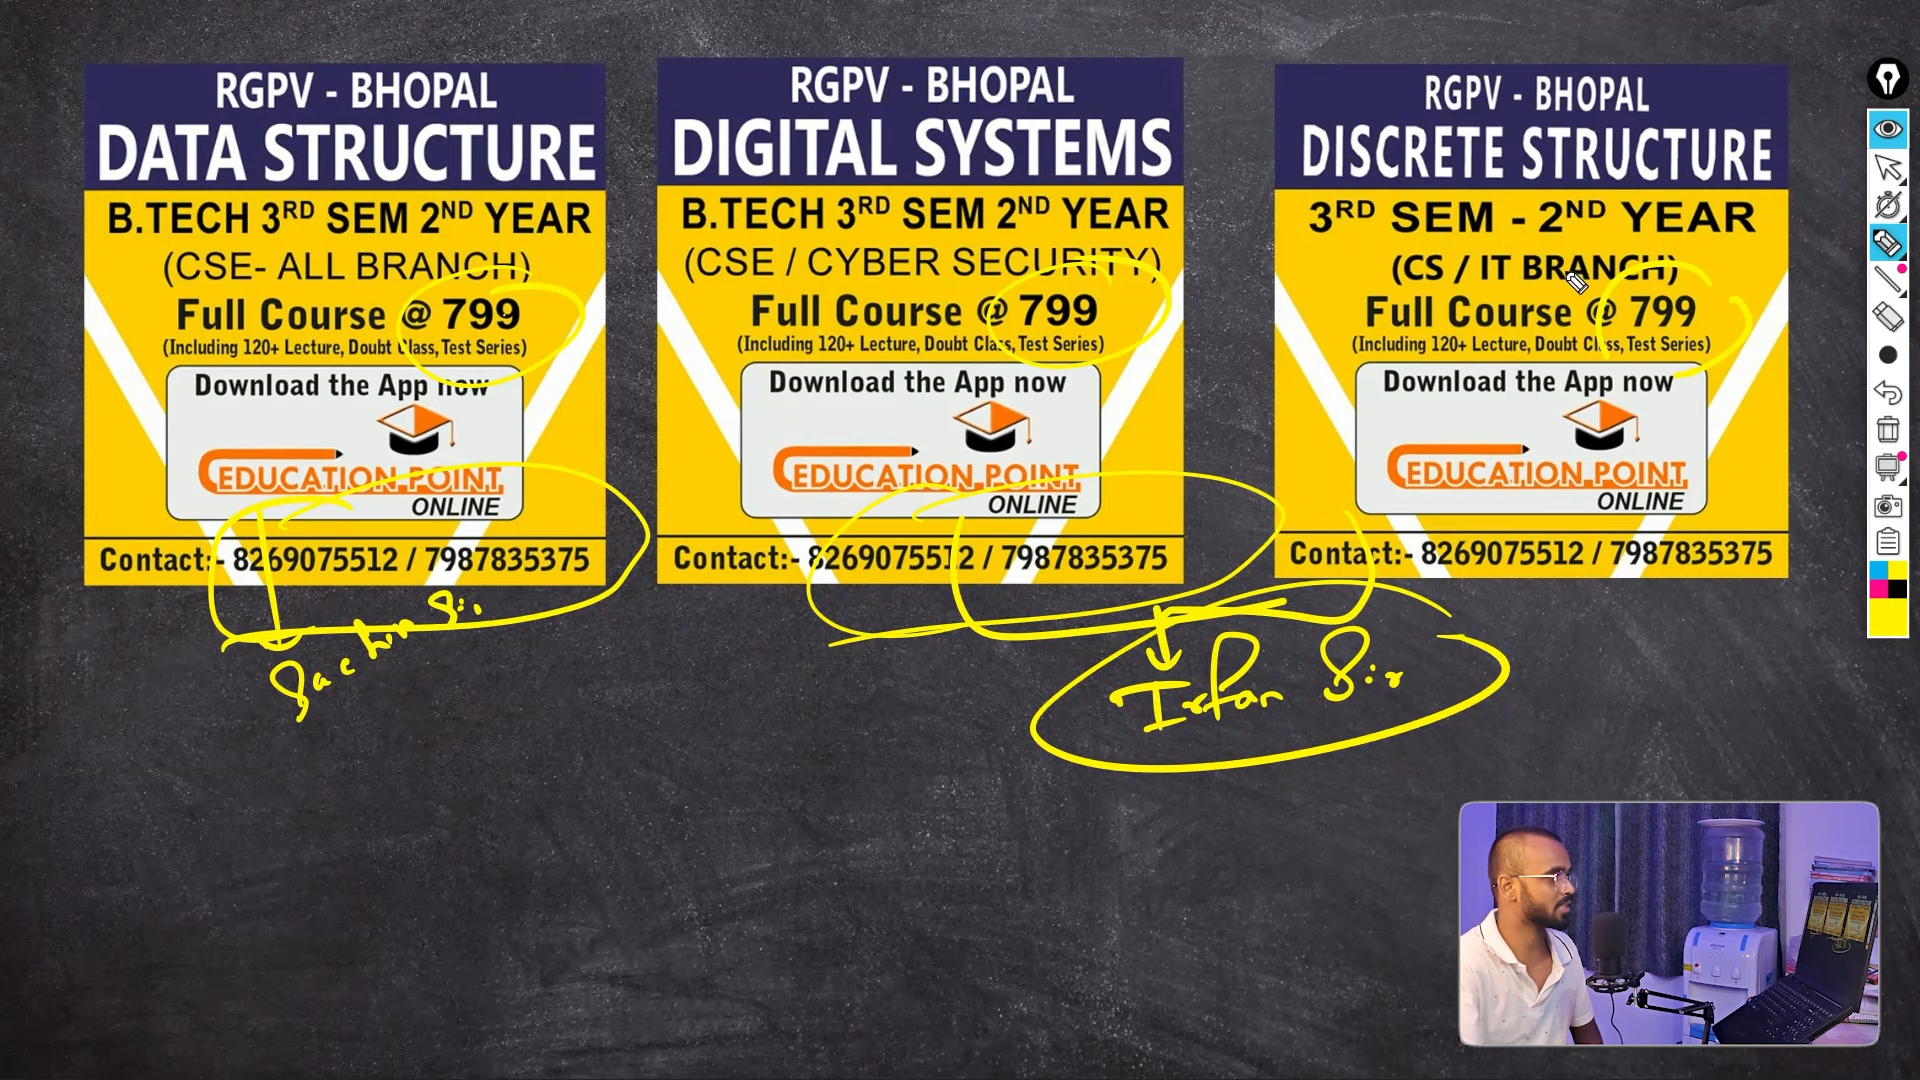 RGPV - BHOPAL
DATA STRUCTURE
B.TECH 3RD SEM 2ND YEAR
(CSE- ALL BRANCH)
Full Course @ 799
(Including 120+ Lecture, Doubt Class, Test Series)
Download the App now
EDUCATION POINT
ONLINE
Contact:- 8269075512 / 7987835375
Sachin Sir
RGPV - BHOPAL
DIGITAL SYSTEMS
B.TECH 3RD SEM 2ND YEAR
(CSE / CYBER SECURITY)
Full Course @ 799
(Including 120+ Lecture, Doubt Class, Test Series)
Download the App now
EDUCATION POINT
ONLINE
Contact:- 8269075512 / 7987835375
RGPV - BHOPAL
DISCRETE STRUCTURE
3RD SEM - 2ND YEAR
(CS / IT BRANCH)
Full Course @ 799
(Including 120+ Lecture, Doubt Class, Test Series)
Download the App now
EDUCATION POINT
ONLINE
Contact:- 8269075512 / 7987835375
Irfan Sir